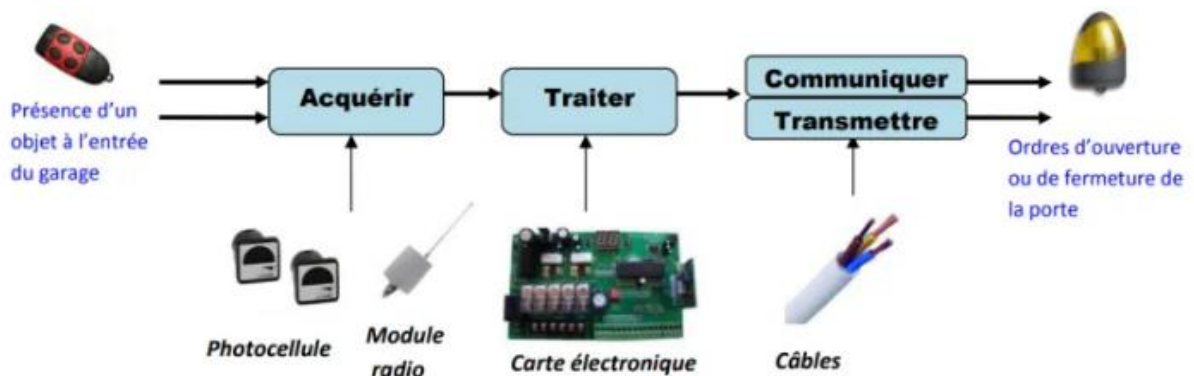 Présence d'un
objet à l'entrée
du garage
Acquérir
Traiter
Communiquer
Transmettre
Ordres d'ouverture
ou de fermeture de
la porte
Photocellule
Module
radio
Carte électronique
Câbles